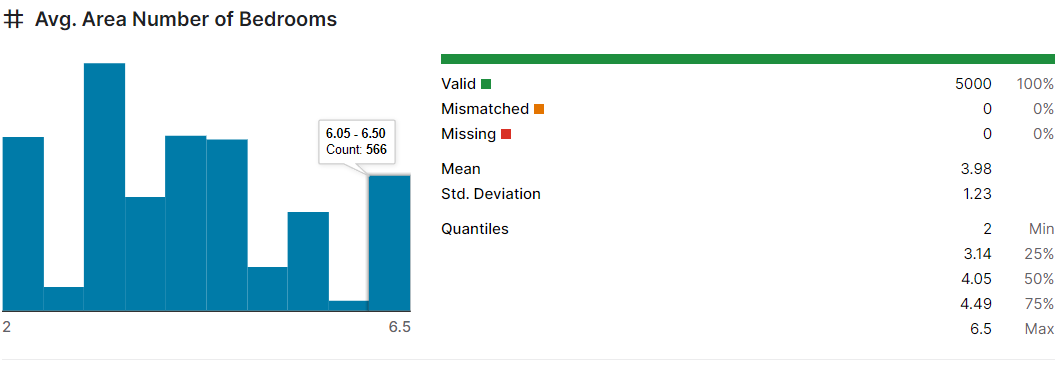 # Avg. Area Number of Bedrooms
6.05 - 6.50
Count: 566
2 6.5
Valid 5000 100%
Mismatched 0 0%
Missing 0 0%
Mean 3.98
Std. Deviation 1.23
Quantiles 2 Min
3.14 25%
4.05 50%
4.49 75%
6.5 Max